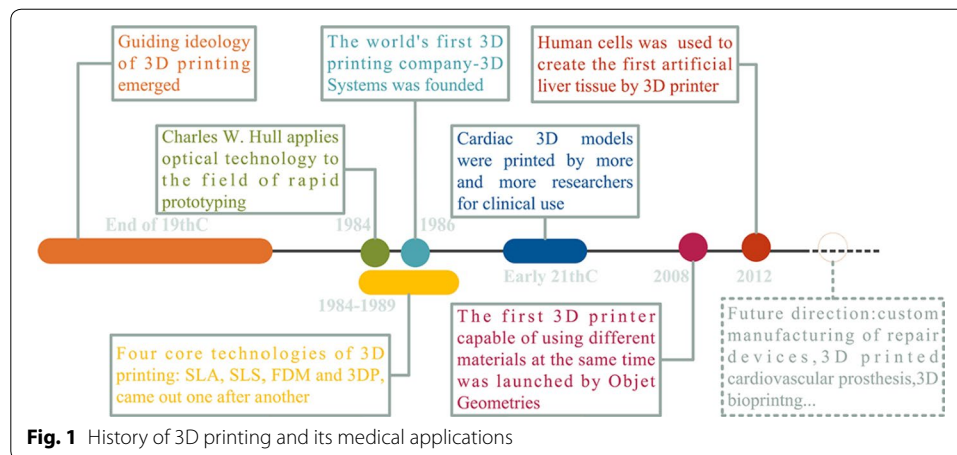 Guiding ideology
of 3D printing
emerged
The world's first 3D
printing company-3D
Systems was founded
Human cells was used to
create the first artificial
liver tissue by 3D printer
Charles W. Hull applies
optical technology to
the field of rapid
prototyping
Cardiac 3D models
were printed by more
and more researchers
for clinical use
End of 19thC
1984
1986
1984-1989
Early 21thC
2008
2012
Four core technologies of 3D
printing: SLA, SLS, FDM and 3DP,
came out one after another
The first 3D printer
capable of using different
materials at the same time
was launched by Objet
Geometries
Future direction:custom
manufacturing of repair
devices,3D printed
cardiovascular prosthesis,3D
bioprintng...
Fig. 1 History of 3D printing and its medical applications